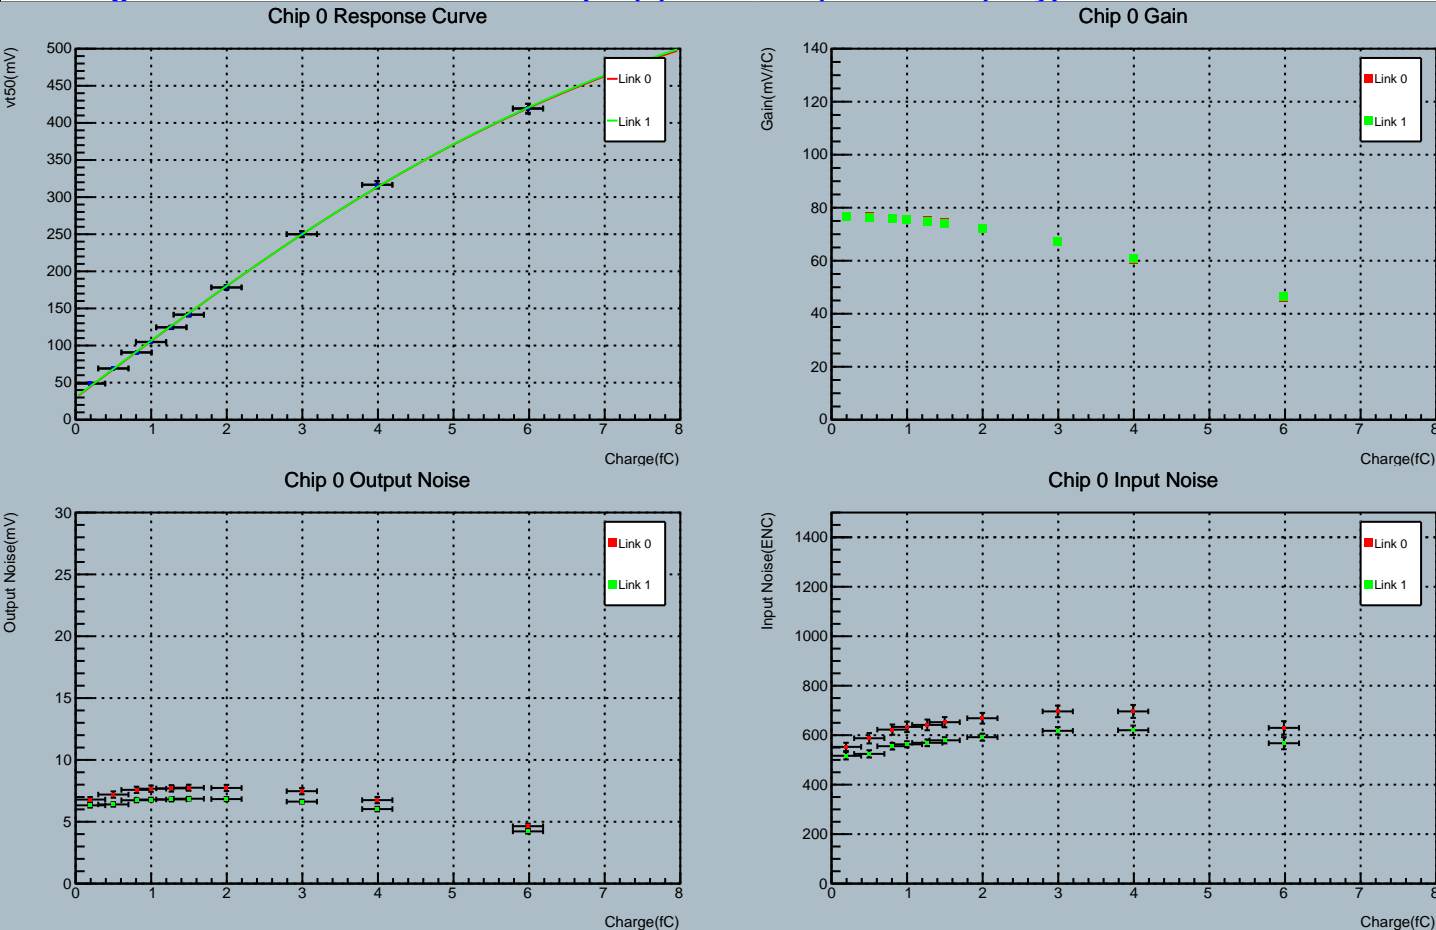 Chip 0 Response Curve
vt50(mV)
500
450
400
350
300
250
200
150
100
50
0
0 1 2 3 4 5 6 7 8
Charge(fC)
Link 0
Link 1
Chip 0 Gain
Gain(mV/fC)
140
120
100
80
60
40
20
0
0 1 2 3 4 5 6 7 8
Charge(fC)
Link 0
Link 1
Chip 0 Output Noise
Output Noise(mV)
30
25
20
15
10
5
0
0 1 2 3 4 5 6 7 8
Charge(fC)
Link 0
Link 1
Chip 0 Input Noise
Input Noise(ENC)
1400
1200
1000
800
600
400
200
0
0 1 2 3 4 5 6 7 8
Charge(fC)
Link 0
Link 1